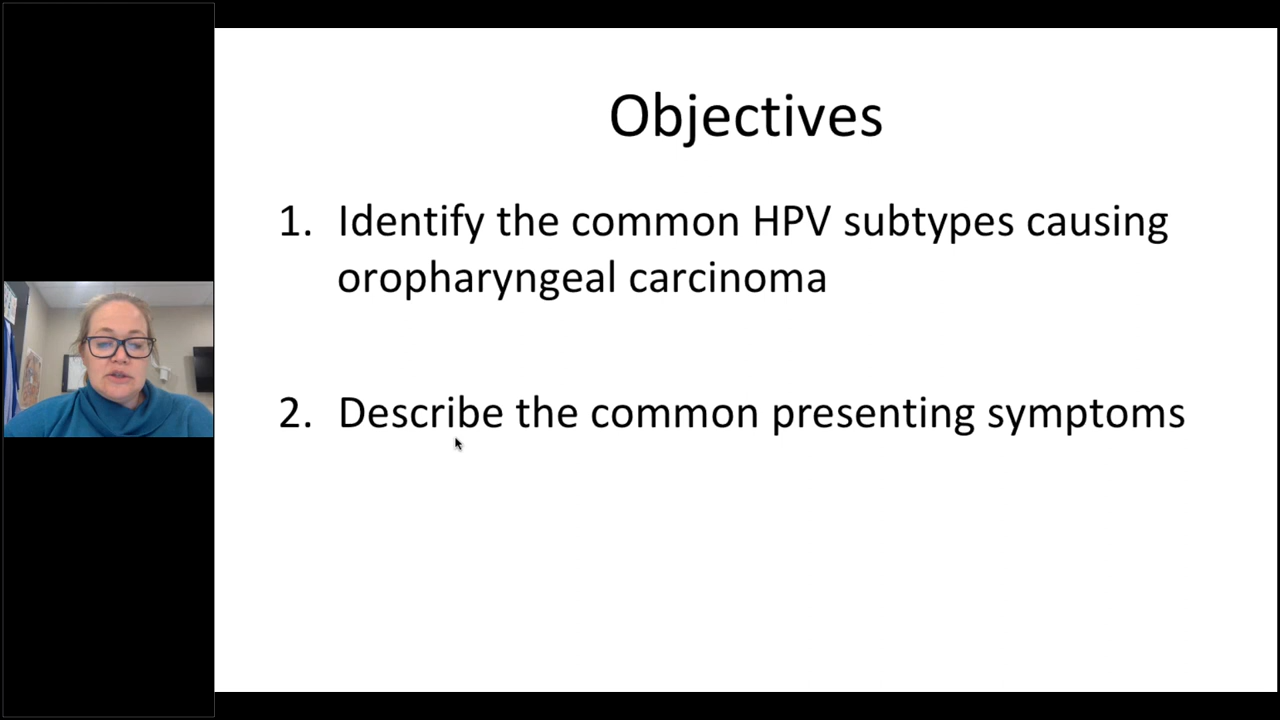 Objectives
1. Identify the common HPV subtypes causing
oropharyngeal carcinoma
2. Describe the common presenting symptoms